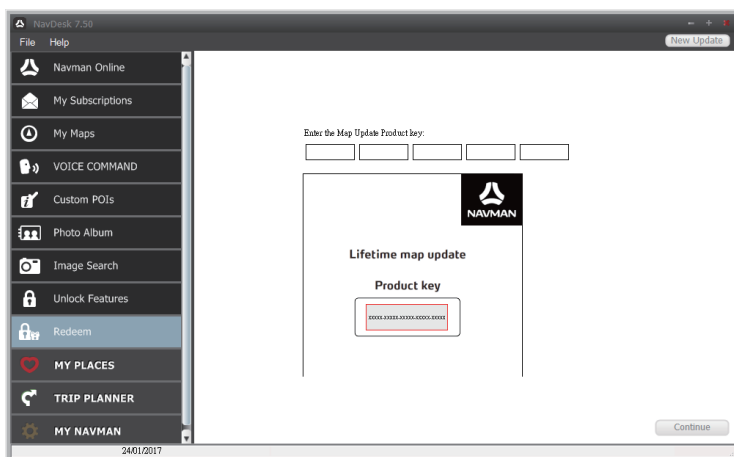 NavDesk 7.50
File Help
New Update
Navman Online
My Subscriptions
My Maps
VOICE COMMAND
Custom POIs
Photo Album
Image Search
Unlock Features
Redeem
MY PLACES
TRIP PLANNER
MY NAVMAN
Enter the Map Update Product key:
NAVMAN
Lifetime map update
Product key
xxxxx-xxxxx-xxxxx-xxxxx-xxxxx
Continue
24/01/2017